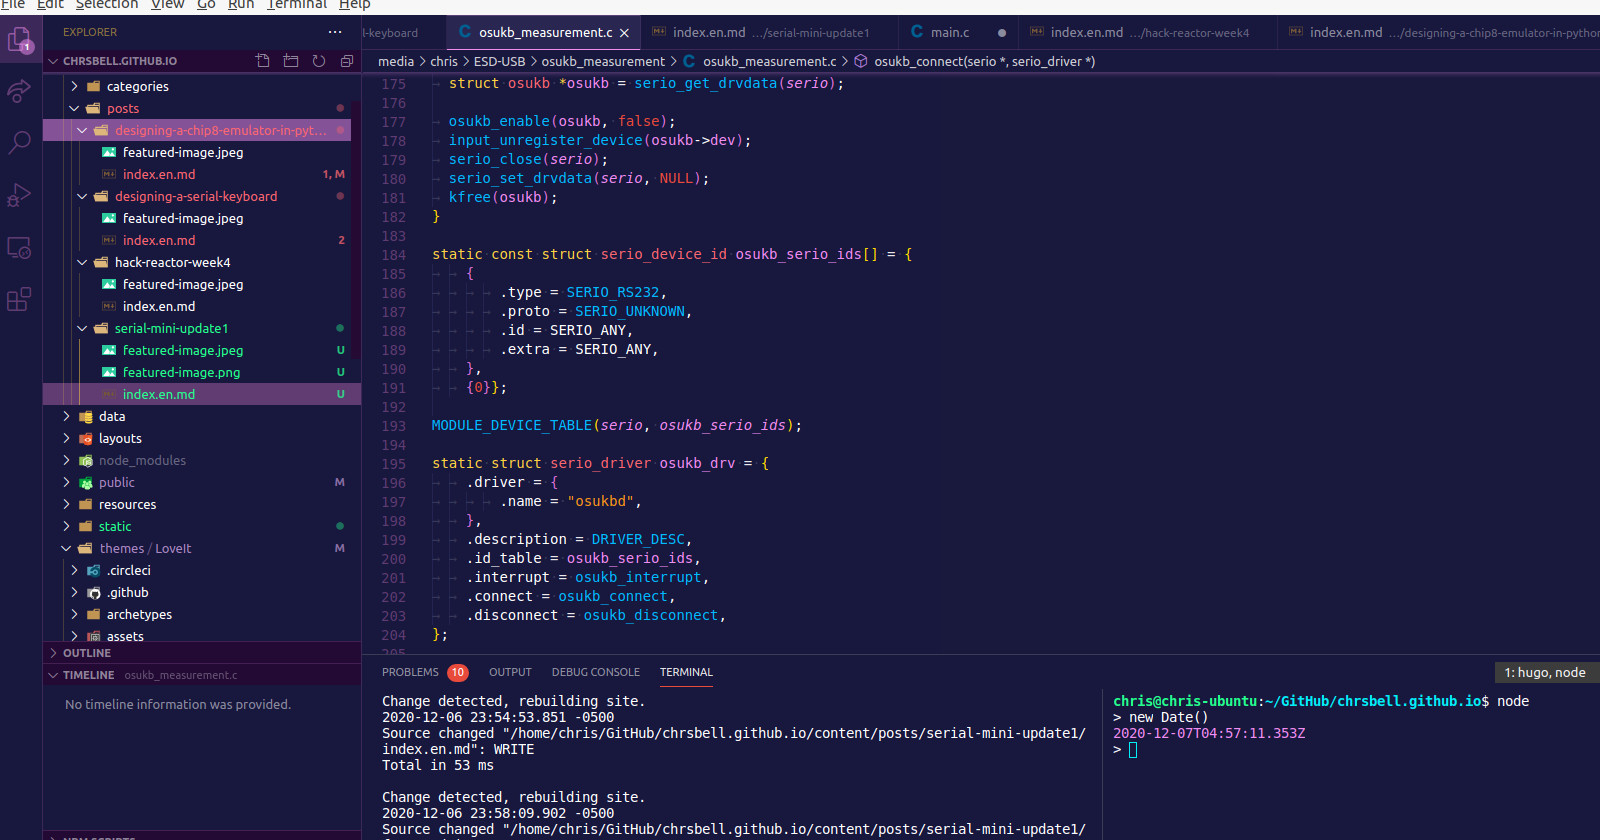 File Edit Selection View Go Run Terminal Help
EXPLORER ...
l-keyboard
osukb_measurement.c ×
index.en.md .../serial-mini-update1
C main.c
index.en.md .../hack-reactor-week4
index.en.md .../designing-a-chip8-emulator-in-python
1
CHRSBELL.GITHUB.IO
media > chris > ESD-USB > osukb_measurement > C osukb_measurement.c > osukb_connect(serio *, serio_driver *)
categories
posts
designing-a-chip8-emulator-in-pyt...
featured-image.jpeg
index.en.md 1, M
designing-a-serial-keyboard
featured-image.jpeg
index.en.md 2
hack-reactor-week4
featured-image.jpeg
index.en.md
serial-mini-update1
featured-image.jpeg U
featured-image.png U
index.en.md U
data
layouts
node_modules
public M
resources
static
themes / LoveIt M
.circleci
.github
archetypes
assets
OUTLINE
TIMELINE osukb_measurement.c
No timeline information was provided.
175 struct osukb *osukb = serio_get_drvdata(serio);
176
177 osukb_enable(osukb, false);
178 input_unregister_device(osukb->dev);
179 serio_close(serio);
180 serio_set_drvdata(serio, NULL);
181 kfree(osukb);
182 }
183
184 static const struct serio_device_id osukb_serio_ids[] = {
185 {
186 .type = SERIO_RS232,
187 .proto = SERIO_UNKNOWN,
188 .id = SERIO_ANY,
189 .extra = SERIO_ANY,
190 },
191 {0}};
192
193 MODULE_DEVICE_TABLE(serio, osukb_serio_ids);
194
195 static struct serio_driver osukb_drv = {
196 .driver = {
197 .name = "osukbd",
198 },
199 .description = DRIVER_DESC,
200 .id_table = osukb_serio_ids,
201 .interrupt = osukb_interrupt,
202 .connect = osukb_connect,
203 .disconnect = osukb_disconnect,
204 };
205
PROBLEMS 10 OUTPUT DEBUG CONSOLE TERMINAL
1: hugo, node
Change detected, rebuilding site.
2020-12-06 23:54:53.851 -0500
Source changed "/home/chris/GitHub/chrsbell.github.io/content/posts/serial-mini-update1/
index.en.md": WRITE
Total in 53 ms
Change detected, rebuilding site.
2020-12-06 23:58:09.902 -0500
Source changed "/home/chris/GitHub/chrsbell.github.io/content/posts/serial-mini-update1/
chris@chris-ubuntu:~/GitHub/chrsbell.github.io$ node
> new Date()
2020-12-07T04:57:11.353Z
>
NPM SCRIPTS